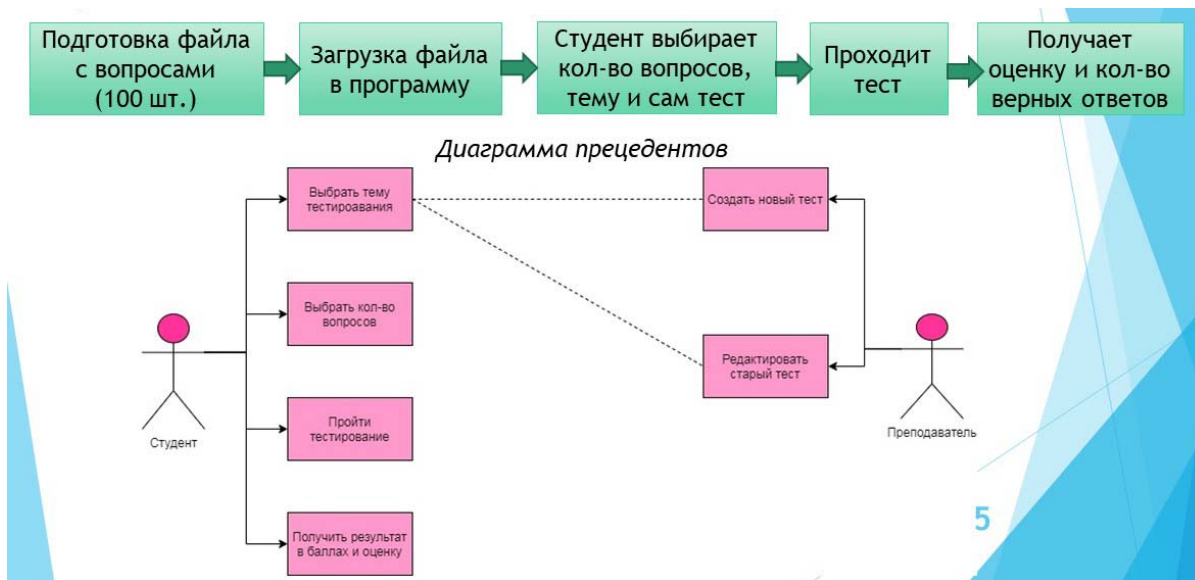 Подготовка файла
с вопросами
(100 шт.)
Загрузка файла
в программу
Студент выбирает
кол-во вопросов,
тему и сам тест
Проходит
тест
Получает
оценку и кол-во
верных ответов
Диаграмма прецедентов
Выбрать тему
тестироавания
Создать новый тест
Выбрать кол-во
вопросов
Редактировать
старый тест
Пройти
тестирование
Студент
Преподаватель
Получить результат
в баллах и оценку
5